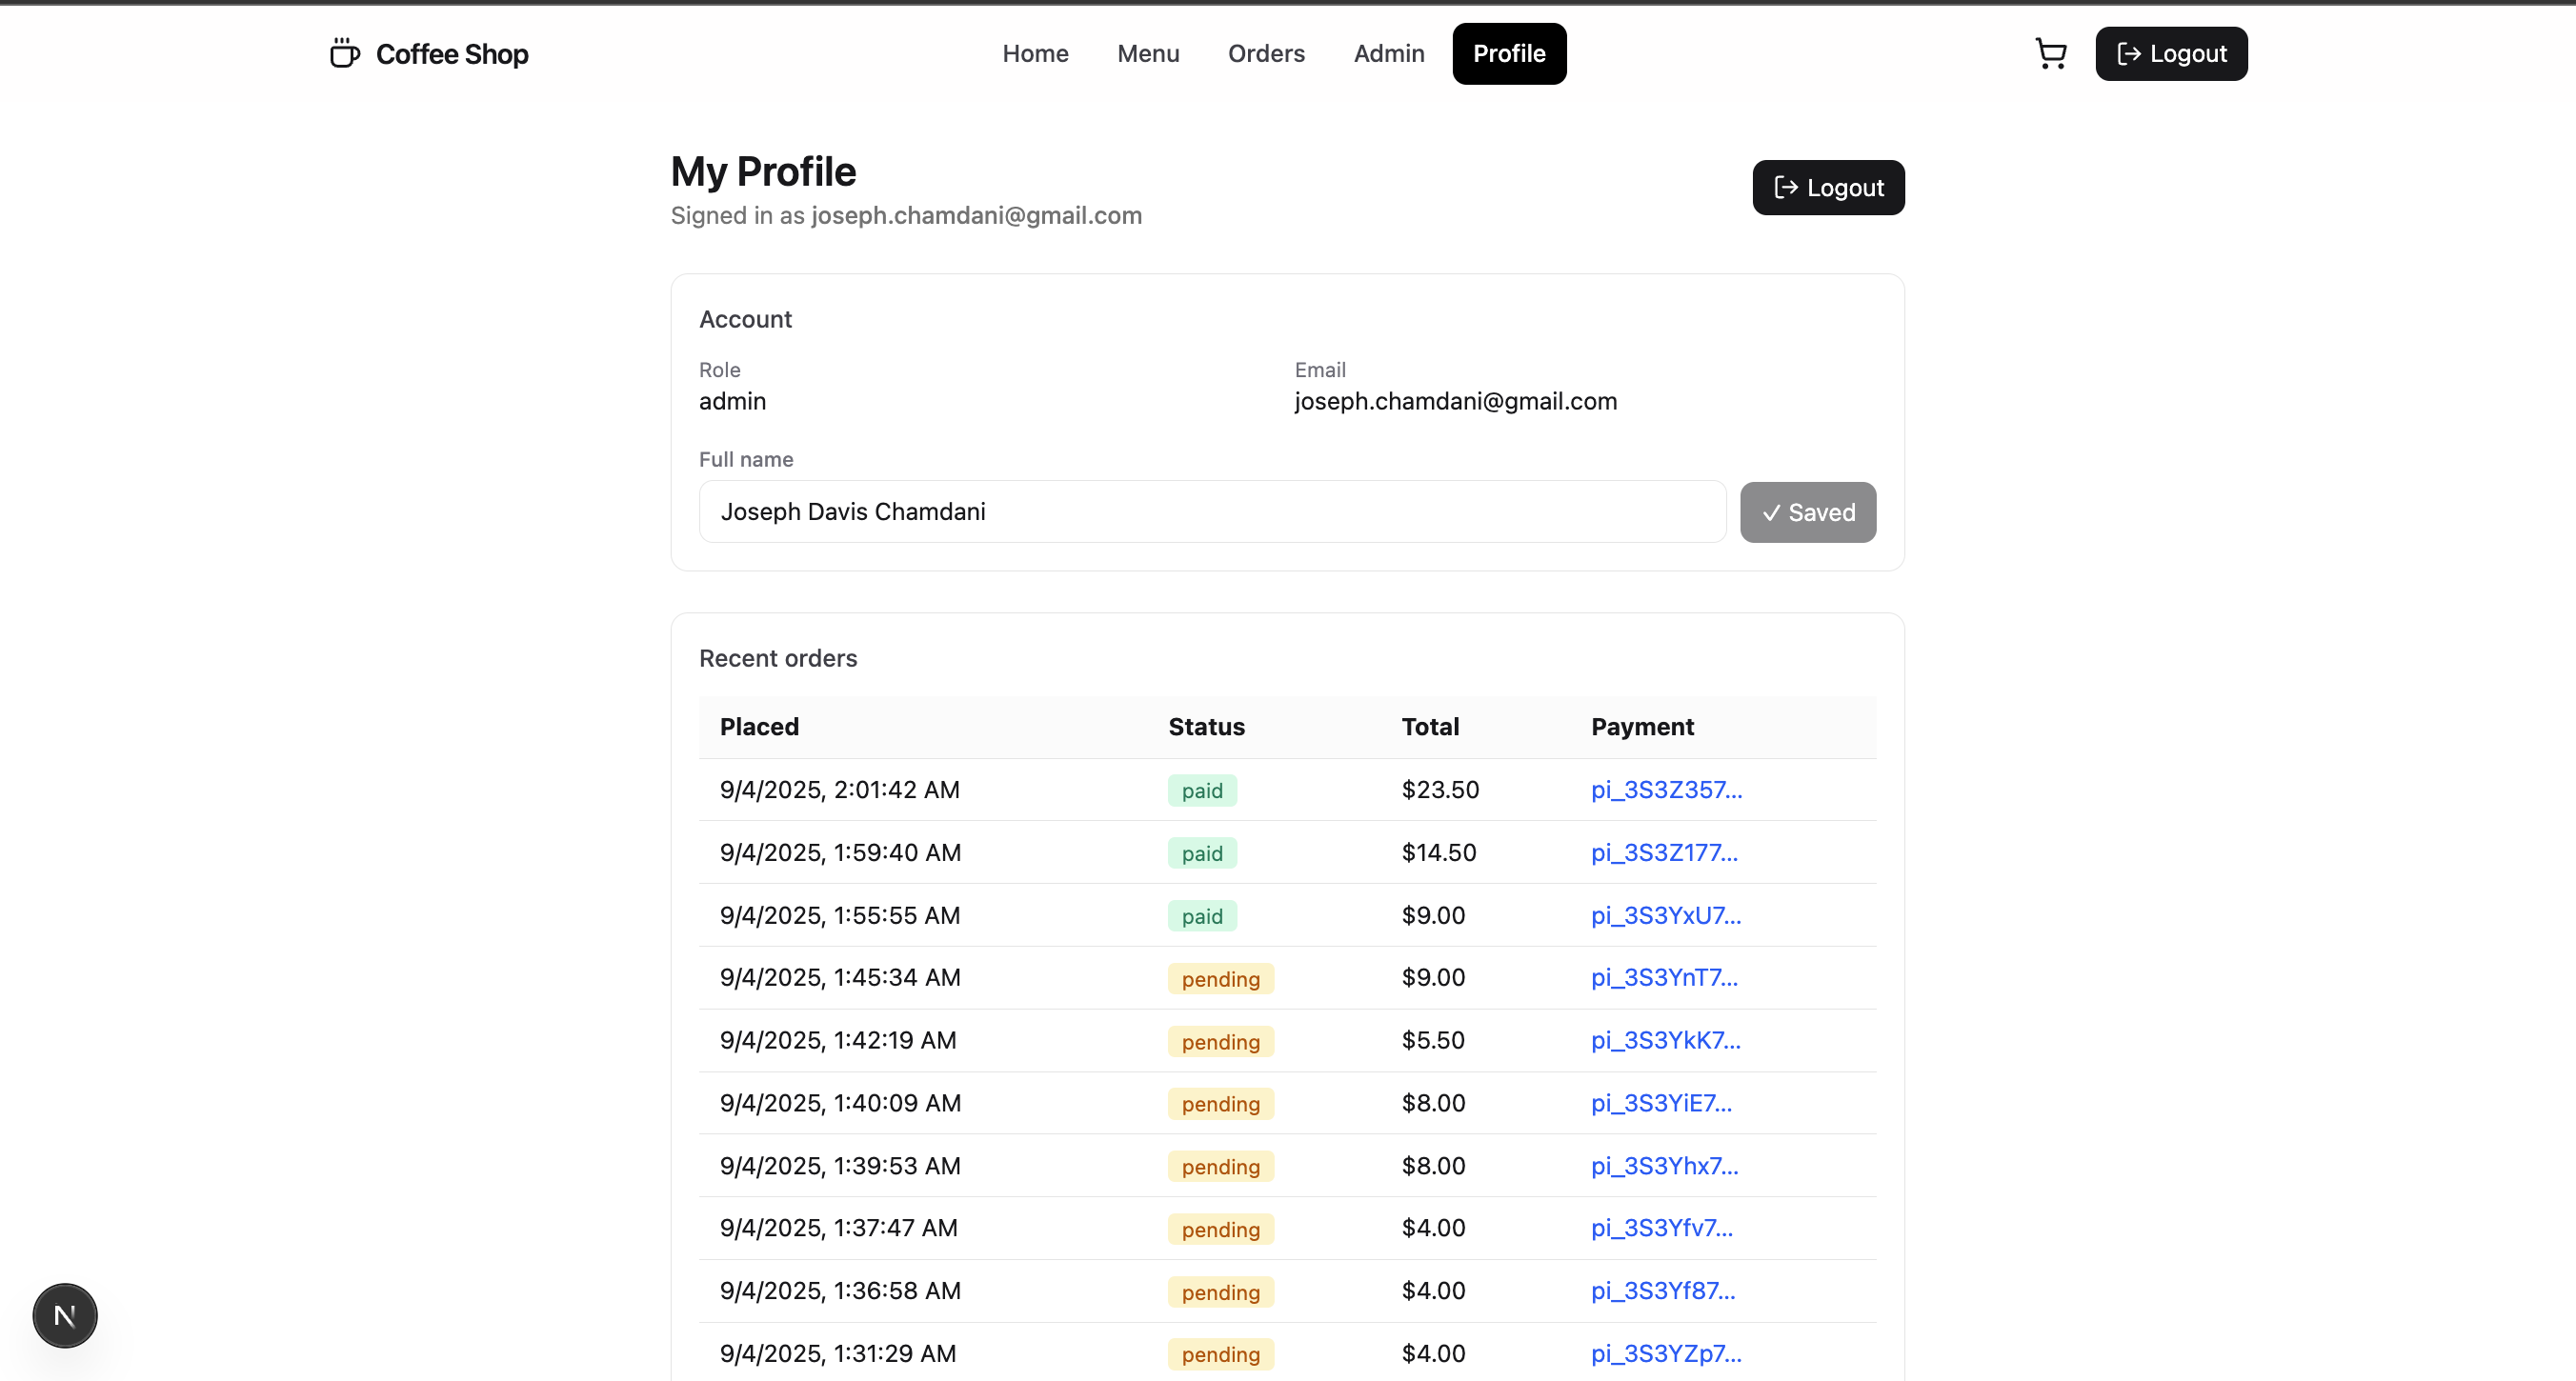 Coffee Shop Home Menu Orders Admin Profile Logout
My Profile
Logout
Signed in as joseph.chamdani@gmail.com
Account
Role Email
admin joseph.chamdani@gmail.com
Full name
Joseph Davis Chamdani ✓ Saved
Recent orders
Placed Status Total Payment
9/4/2025, 2:01:42 AM paid $23.50 pi_3S3Z357...
9/4/2025, 1:59:40 AM paid $14.50 pi_3S3Z177...
9/4/2025, 1:55:55 AM paid $9.00 pi_3S3YxU7...
9/4/2025, 1:45:34 AM pending $9.00 pi_3S3YnT7...
9/4/2025, 1:42:19 AM pending $5.50 pi_3S3YkK7...
9/4/2025, 1:40:09 AM pending $8.00 pi_3S3YiE7...
9/4/2025, 1:39:53 AM pending $8.00 pi_3S3Yhx7...
9/4/2025, 1:37:47 AM pending $4.00 pi_3S3Yfv7...
9/4/2025, 1:36:58 AM pending $4.00 pi_3S3Yf87...
9/4/2025, 1:31:29 AM pending $4.00 pi_3S3YZp7...
N